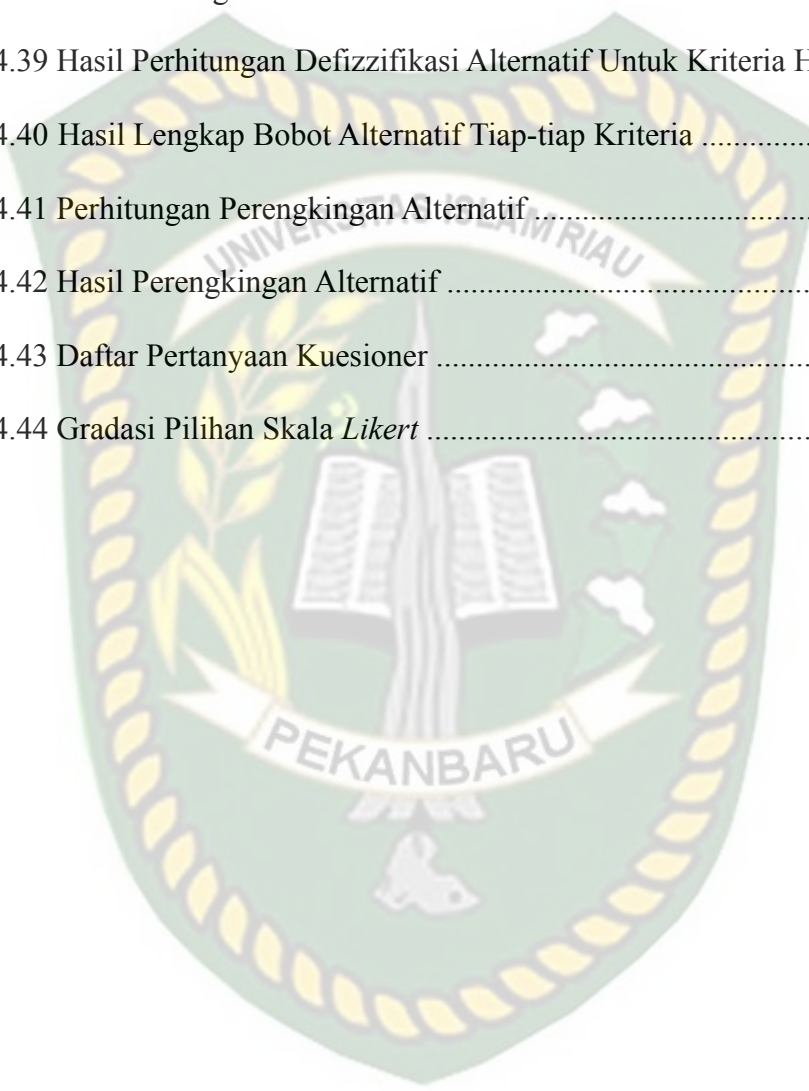 4.39 Hasil Perhitungan Defizzifikasi Alternatif Untuk Kriteria
4.40 Hasil Lengkap Bobot Alternatif Tiap-tiap Kriteria ............
4.41 Perhitungan Perengkingan Alternatif ..............................
4.42 Hasil Perengkingan Alternatif ........................................
4.43 Daftar Pertanyaan Kuesioner ..........................................
4.44 Gradasi Pilihan Skala Likert ...........................................
UNIVERSITAS ISLAM RIAU
PEKANBARU